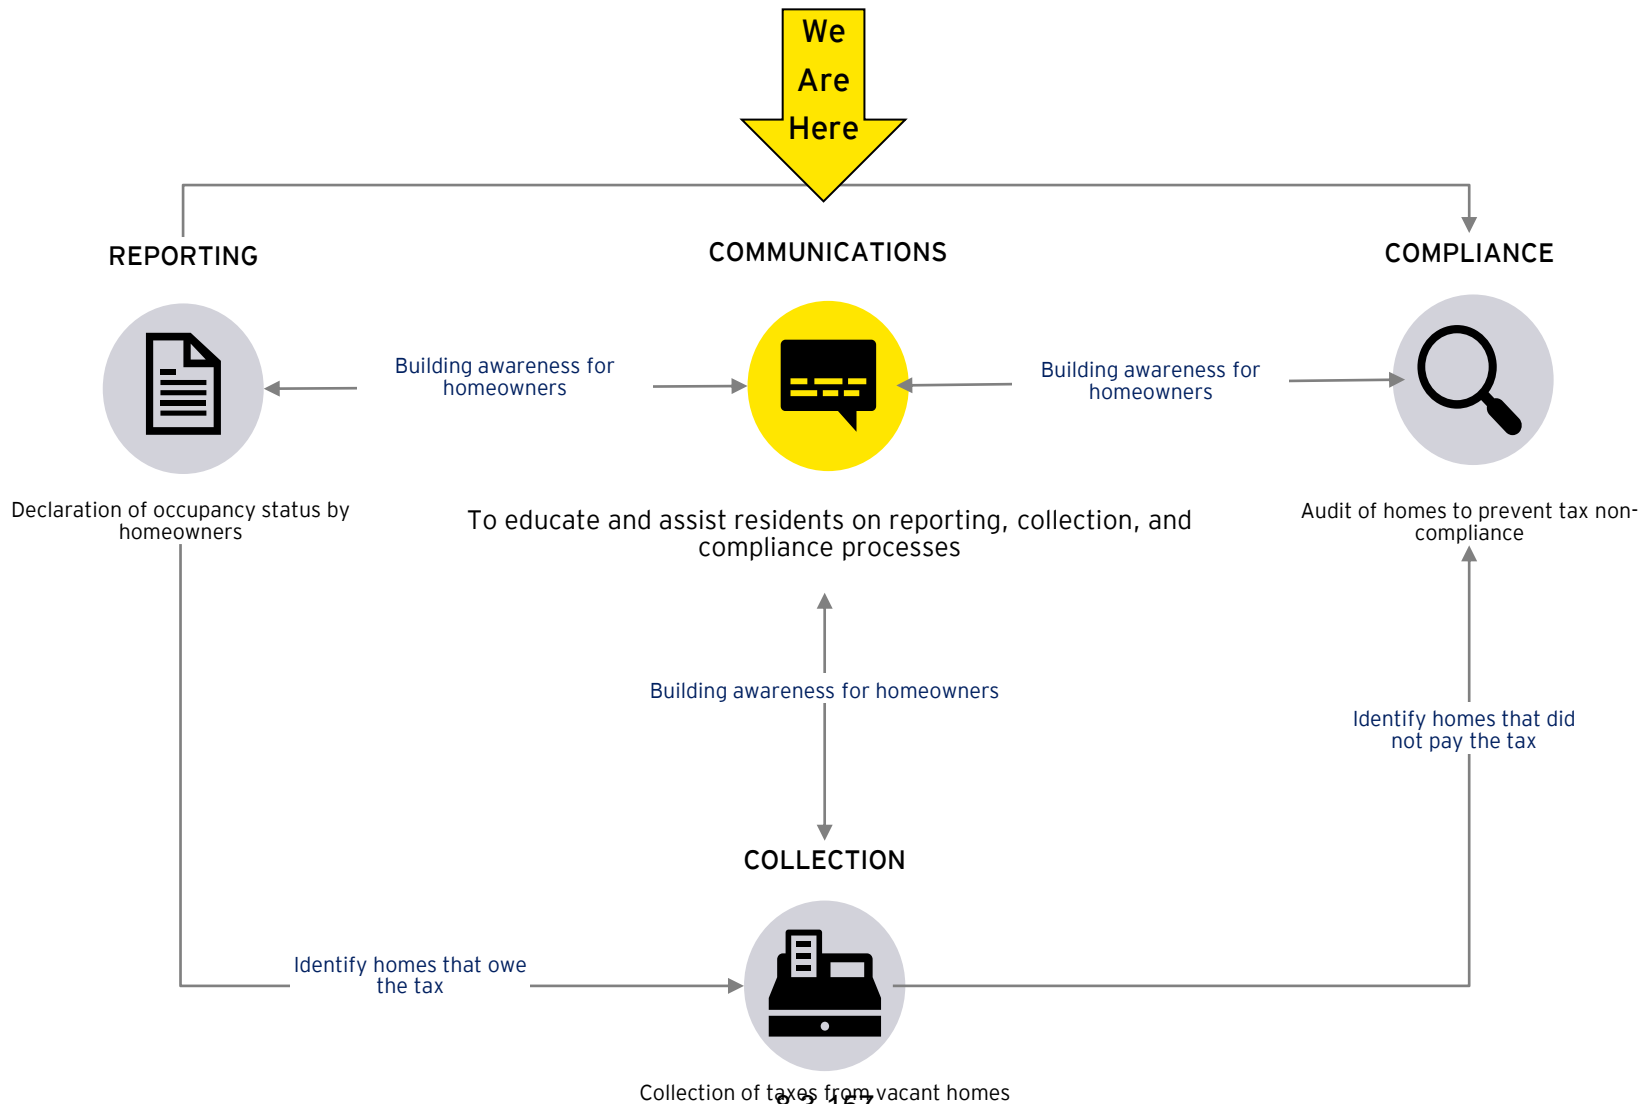 We
Are
Here
REPORTING
COMMUNICATIONS
COMPLIANCE
Building awareness for
homeowners
Building awareness for
homeowners
Declaration of occupancy status by
homeowners
To educate and assist residents on reporting, collection, and
compliance processes
Audit of homes to prevent tax non-
compliance
Building awareness for homeowners
Identify homes that did
not pay the tax
COLLECTION
Identify homes that owe
the tax
Collection of taxes from vacant homes
8.3.157